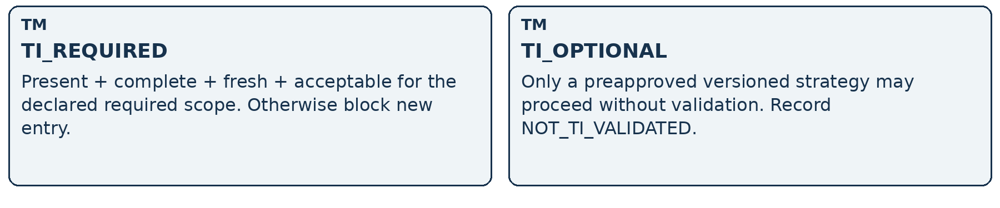 TM
TI_REQUIRED
Present + complete + fresh + acceptable for the
declared required scope. Otherwise block new
entry.
TM
TI_OPTIONAL
Only a preapproved versioned strategy may
proceed without validation. Record
NOT_TI_VALIDATED.